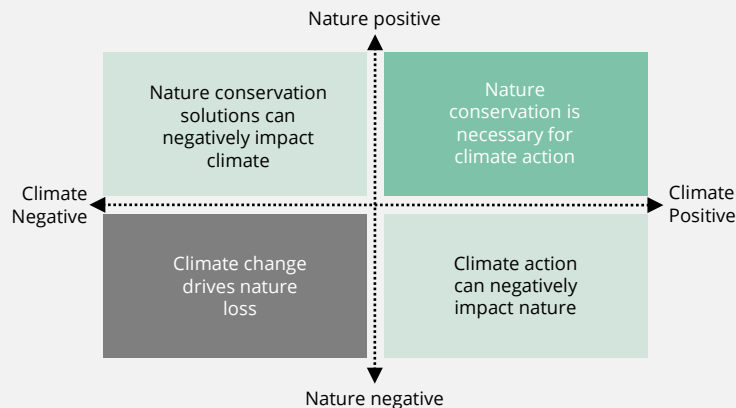 Nature positive
Nature conservation
solutions can
negatively impact
climate
Nature
conservation is
necessary for
climate action
Climate
Negative
Climate
Positive
Climate change
drives nature
loss
Climate action
can negatively
impact nature
Nature negative